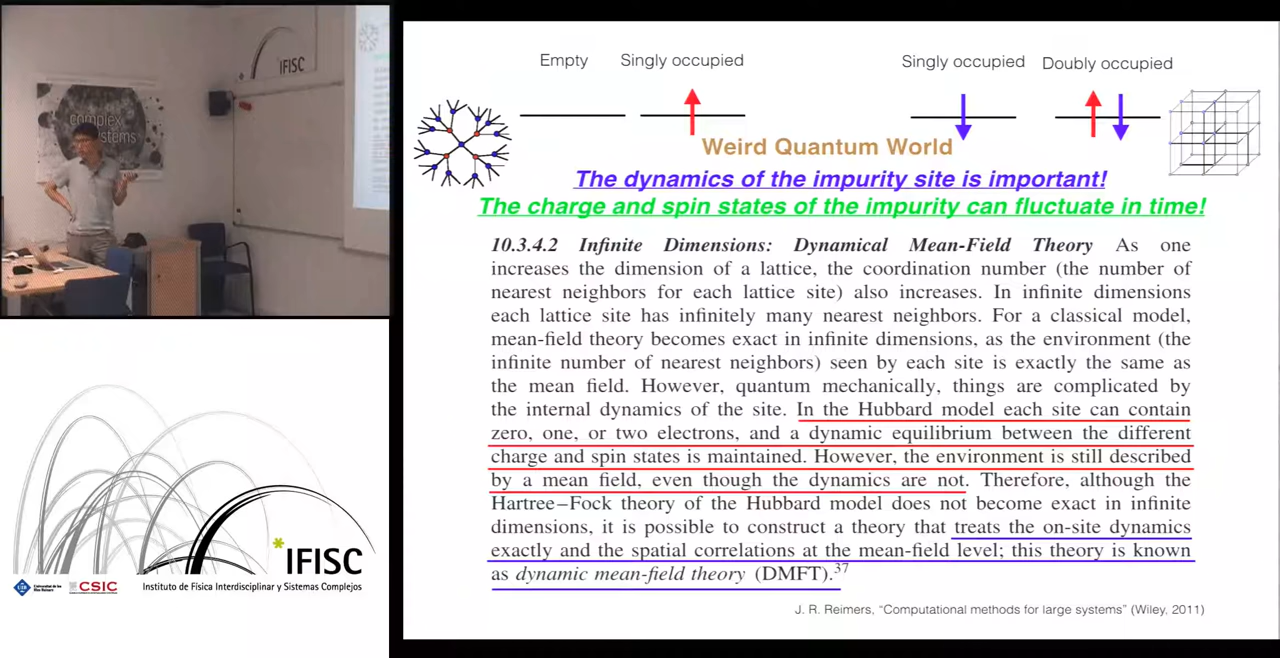 IFISC
complex
systems
Empty
Singly occupied
Singly occupied
Doubly occupied
Weird Quantum World
The dynamics of the impurity site is important!
The charge and spin states of the impurity can fluctuate in time!
10.3.4.2 Infinite Dimensions: Dynamical Mean-Field Theory As one
increases the dimension of a lattice, the coordination number (the number of
nearest neighbors for each lattice site) also increases. In infinite dimensions
each lattice site has infinitely many nearest neighbors. For a classical model,
mean-field theory becomes exact in infinite dimensions, as the environment (the
infinite number of nearest neighbors) seen by each site is exactly the same as
the mean field. However, quantum mechanically, things are complicated by
the internal dynamics of the site. In the Hubbard model each site can contain
zero, one, or two electrons, and a dynamic equilibrium between the different
charge and spin states is maintained. However, the environment is still described
by a mean field, even though the dynamics are not. Therefore, although the
Hartree–Fock theory of the Hubbard model does not become exact in infinite
dimensions, it is possible to construct a theory that treats the on-site dynamics
exactly and the spatial correlations at the mean-field level; this theory is known
as dynamic mean-field theory (DMFT).37
J. R. Reimers, “Computational methods for large systems” (Wiley, 2011)
*IFISC
CSIC
Instituto de Física Interdisciplinar y Sistemas Complejos